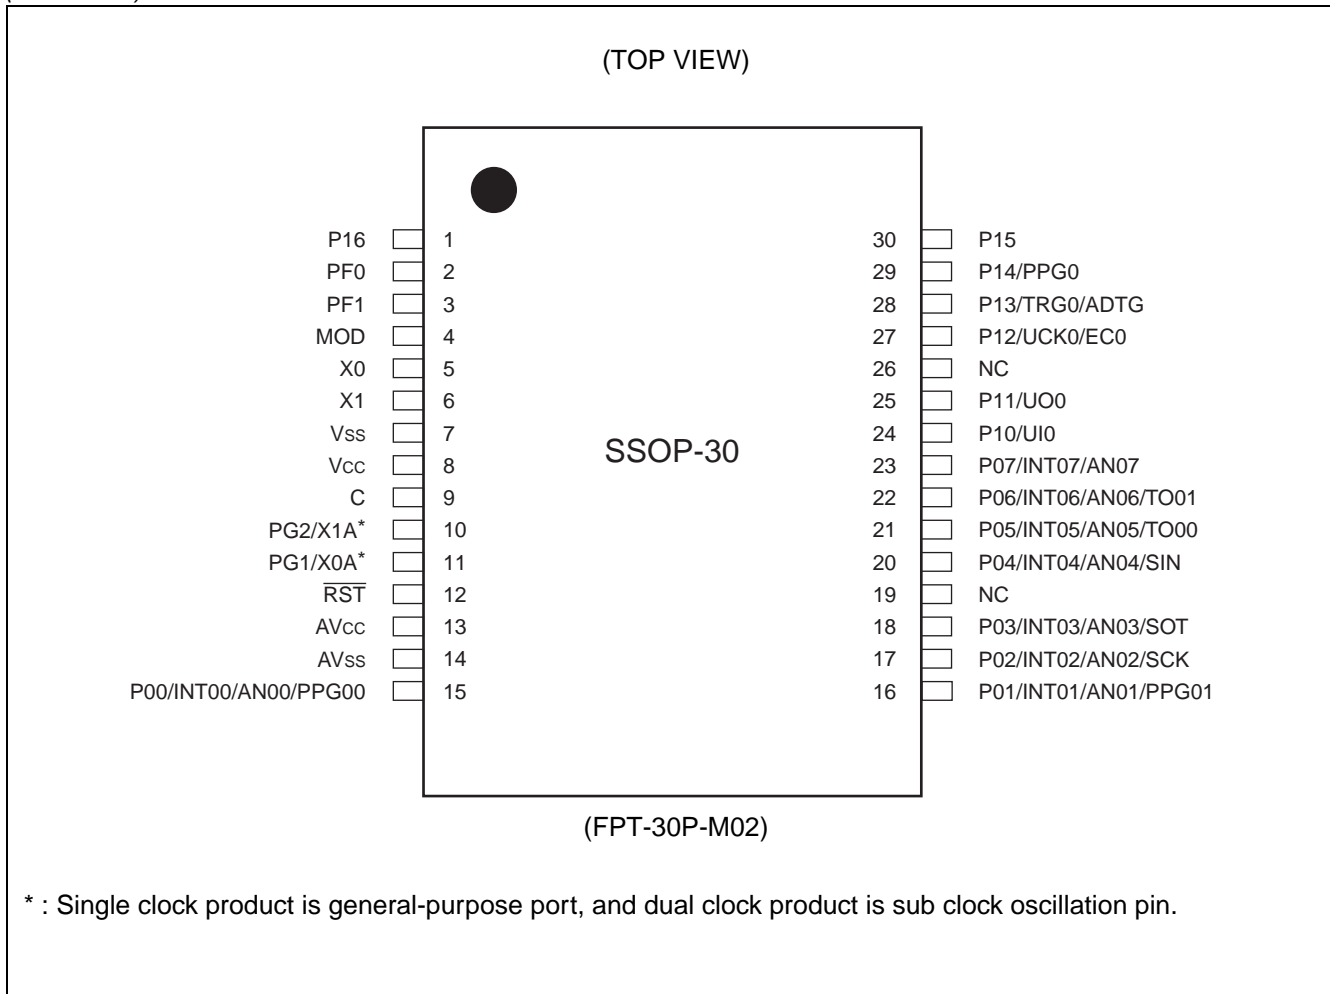 (TOP VIEW)
P16 1 30 P15
PF0 2 29 P14/PPG0
PF1 3 28 P13/TRG0/ADTG
MOD 4 27 P12/UCK0/EC0
X0 5 26 NC
X1 6 25 P11/UO0
Vss 7 24 P10/UI0
Vcc 8 23 P07/INT07/AN07
C 9 22 P06/INT06/AN06/TO01
PG2/X1A* 10 21 P05/INT05/AN05/TO00
PG1/X0A* 11 20 P04/INT04/AN04/SIN
RST 12 19 NC
AVcc 13 18 P03/INT03/AN03/SOT
AVss 14 17 P02/INT02/AN02/SCK
P00/INT00/AN00/PPG00 15 16 P01/INT01/AN01/PPG01
SSOP-30
(FPT-30P-M02)
* : Single clock product is general-purpose port, and dual clock product is sub clock oscillation pin.